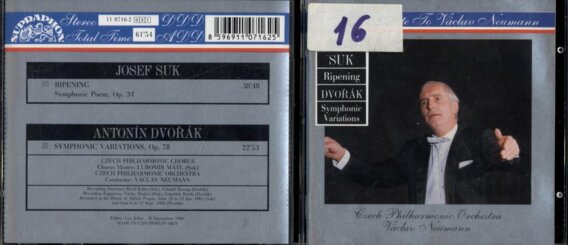 SUPRAPHON
Stereo
11 0716-2
DDD
Total Time
61'54
ADD
8 596911 071625
JOSEF SUK
RIPENING 38'48
Symphonic Poem, Op. 34
ANTONÍN DVOŘÁK
SYMPHONIC VARIATIONS, Op. 78 22'53
CZECH PHILHARMONIC CHORUS
Chorus Master: LUBOMÍR MÁTL (Suk)
CZECH PHILHARMONIC ORCHESTRA
Conductor: VÁCLAV NEUMANN
16
To Václav Neumann
SUK
Ripening
DVOŘÁK
Symphonic
Variations
Czech Philharmonic Orchestra
Václav Neumann